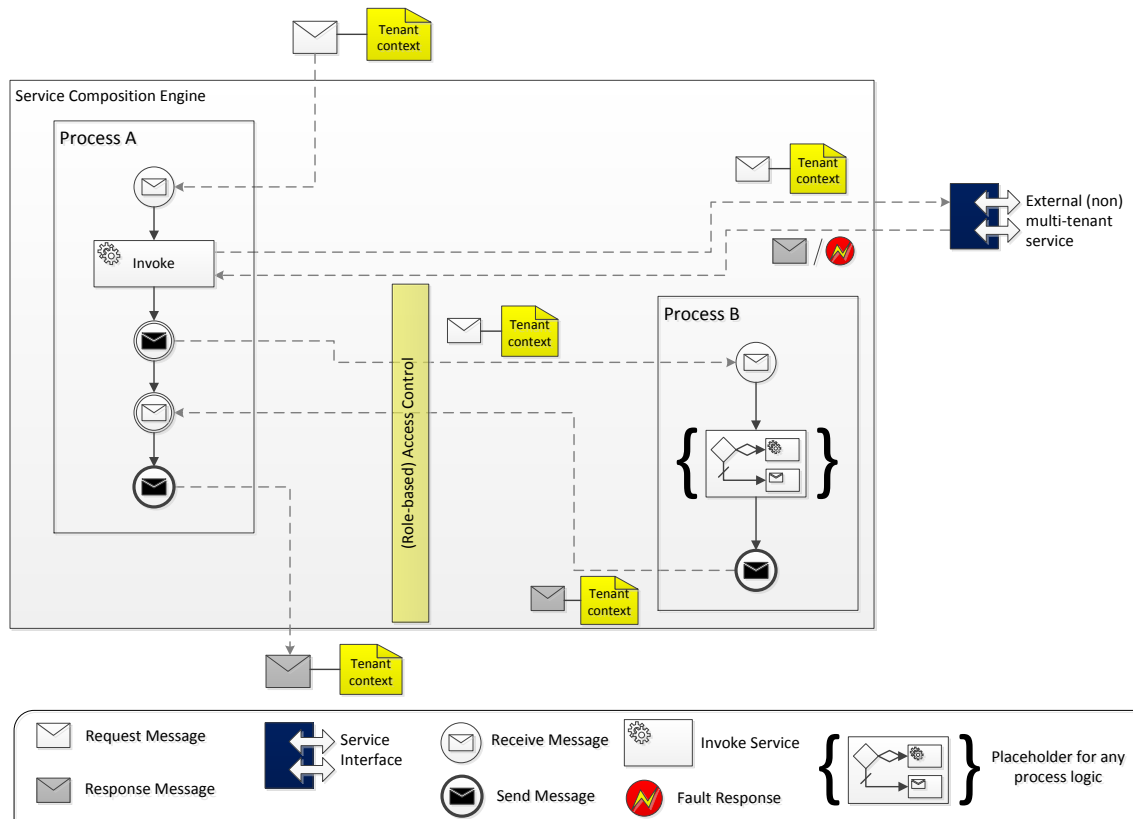 Tenant
context
Service Composition Engine
Process A
Tenant
context
External (non)
multi-tenant
service
Invoke
/
Process B
Tenant
context
(Role-based) Access Control
{ }
Tenant
context
Tenant
context
Request Message
Service
Interface
Receive Message
Invoke Service
{ }
Placeholder for any
process logic
Response Message
Send Message
Fault Response